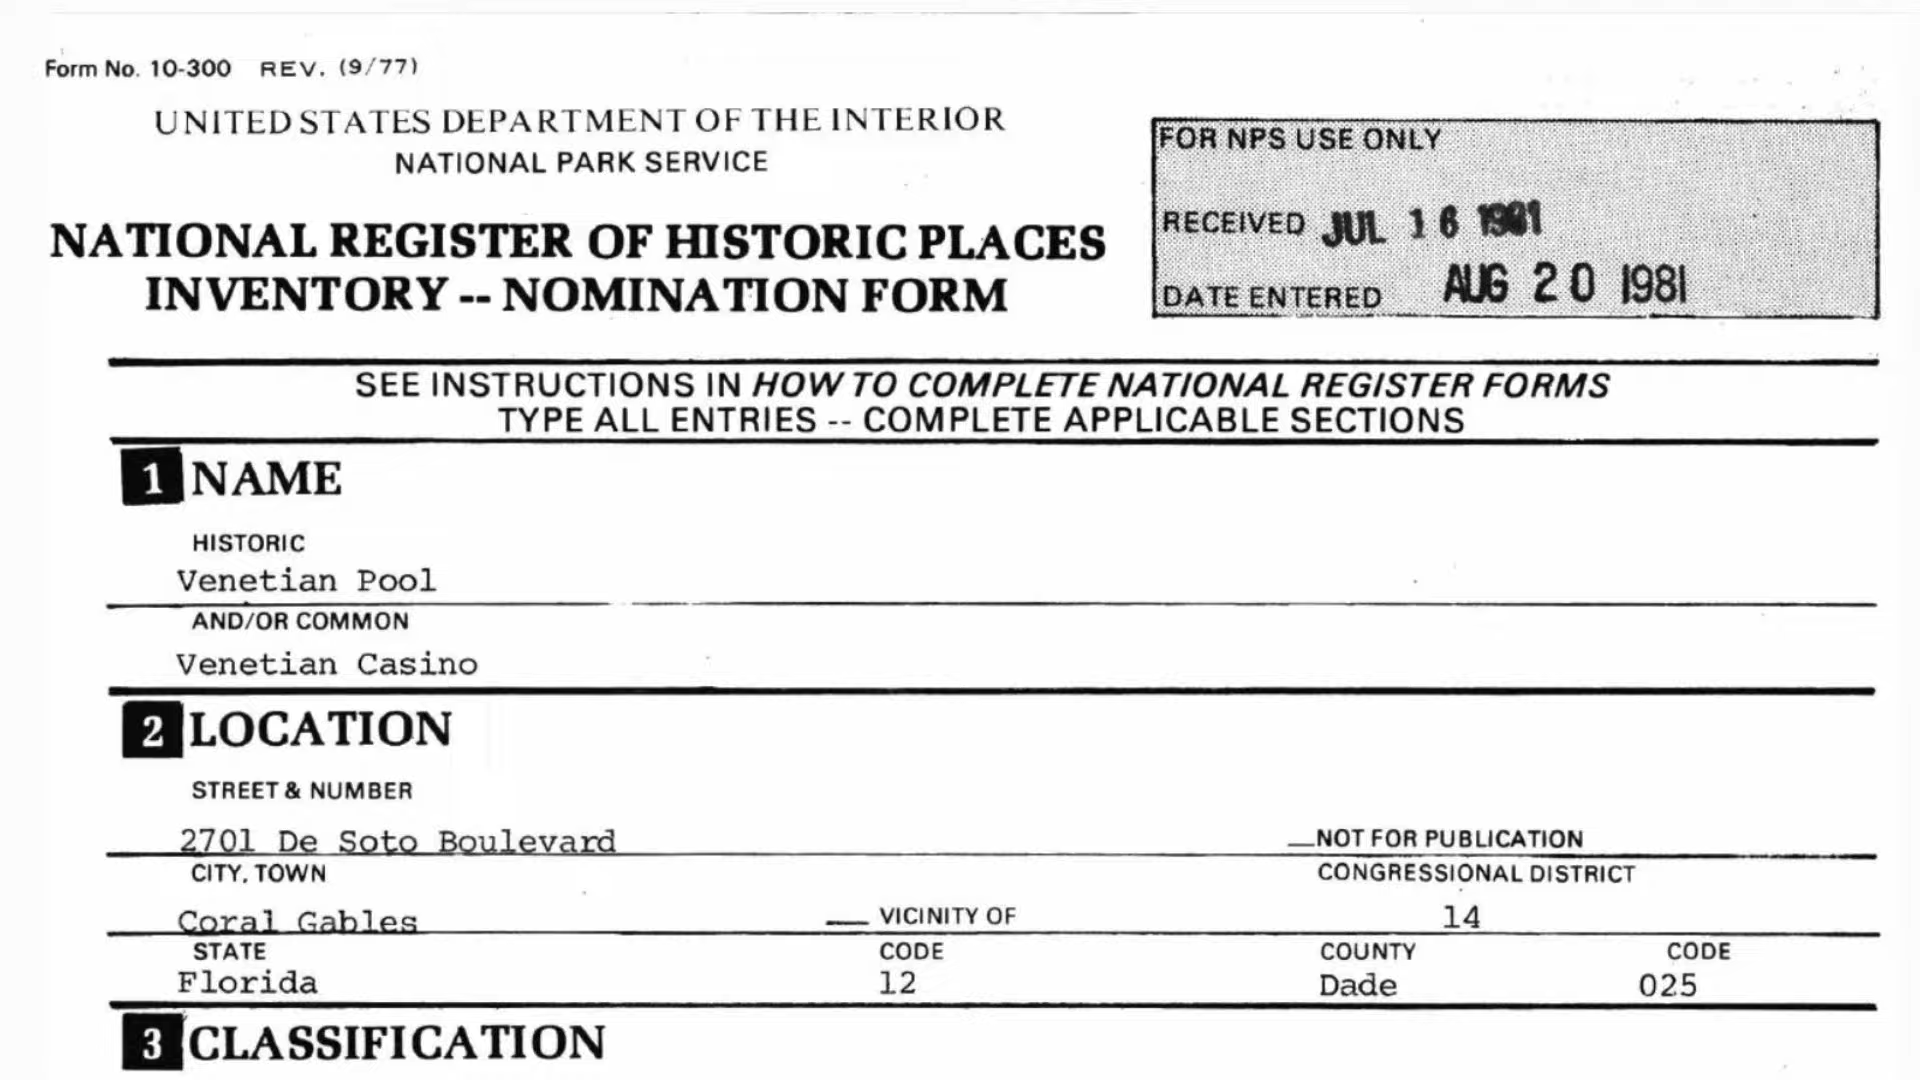 Form No. 10-300 REV. (9/77)
UNITED STATES DEPARTMENT OF THE INTERIOR
NATIONAL PARK SERVICE
NATIONAL REGISTER OF HISTORIC PLACES
INVENTORY -- NOMINATION FORM
FOR NPS USE ONLY
RECEIVED JUL 16 1981
DATE ENTERED AUG 20 1981
SEE INSTRUCTIONS IN HOW TO COMPLETE NATIONAL REGISTER FORMS
TYPE ALL ENTRIES -- COMPLETE APPLICABLE SECTIONS
1 NAME
HISTORIC
Venetian Pool
AND/OR COMMON
Venetian Casino
2 LOCATION
STREET & NUMBER
2701 De Soto Boulevard __NOT FOR PUBLICATION
CITY, TOWN CONGRESSIONAL DISTRICT
Coral Gables __ VICINITY OF 14
STATE CODE COUNTY CODE
Florida 12 Dade 025
3 CLASSIFICATION